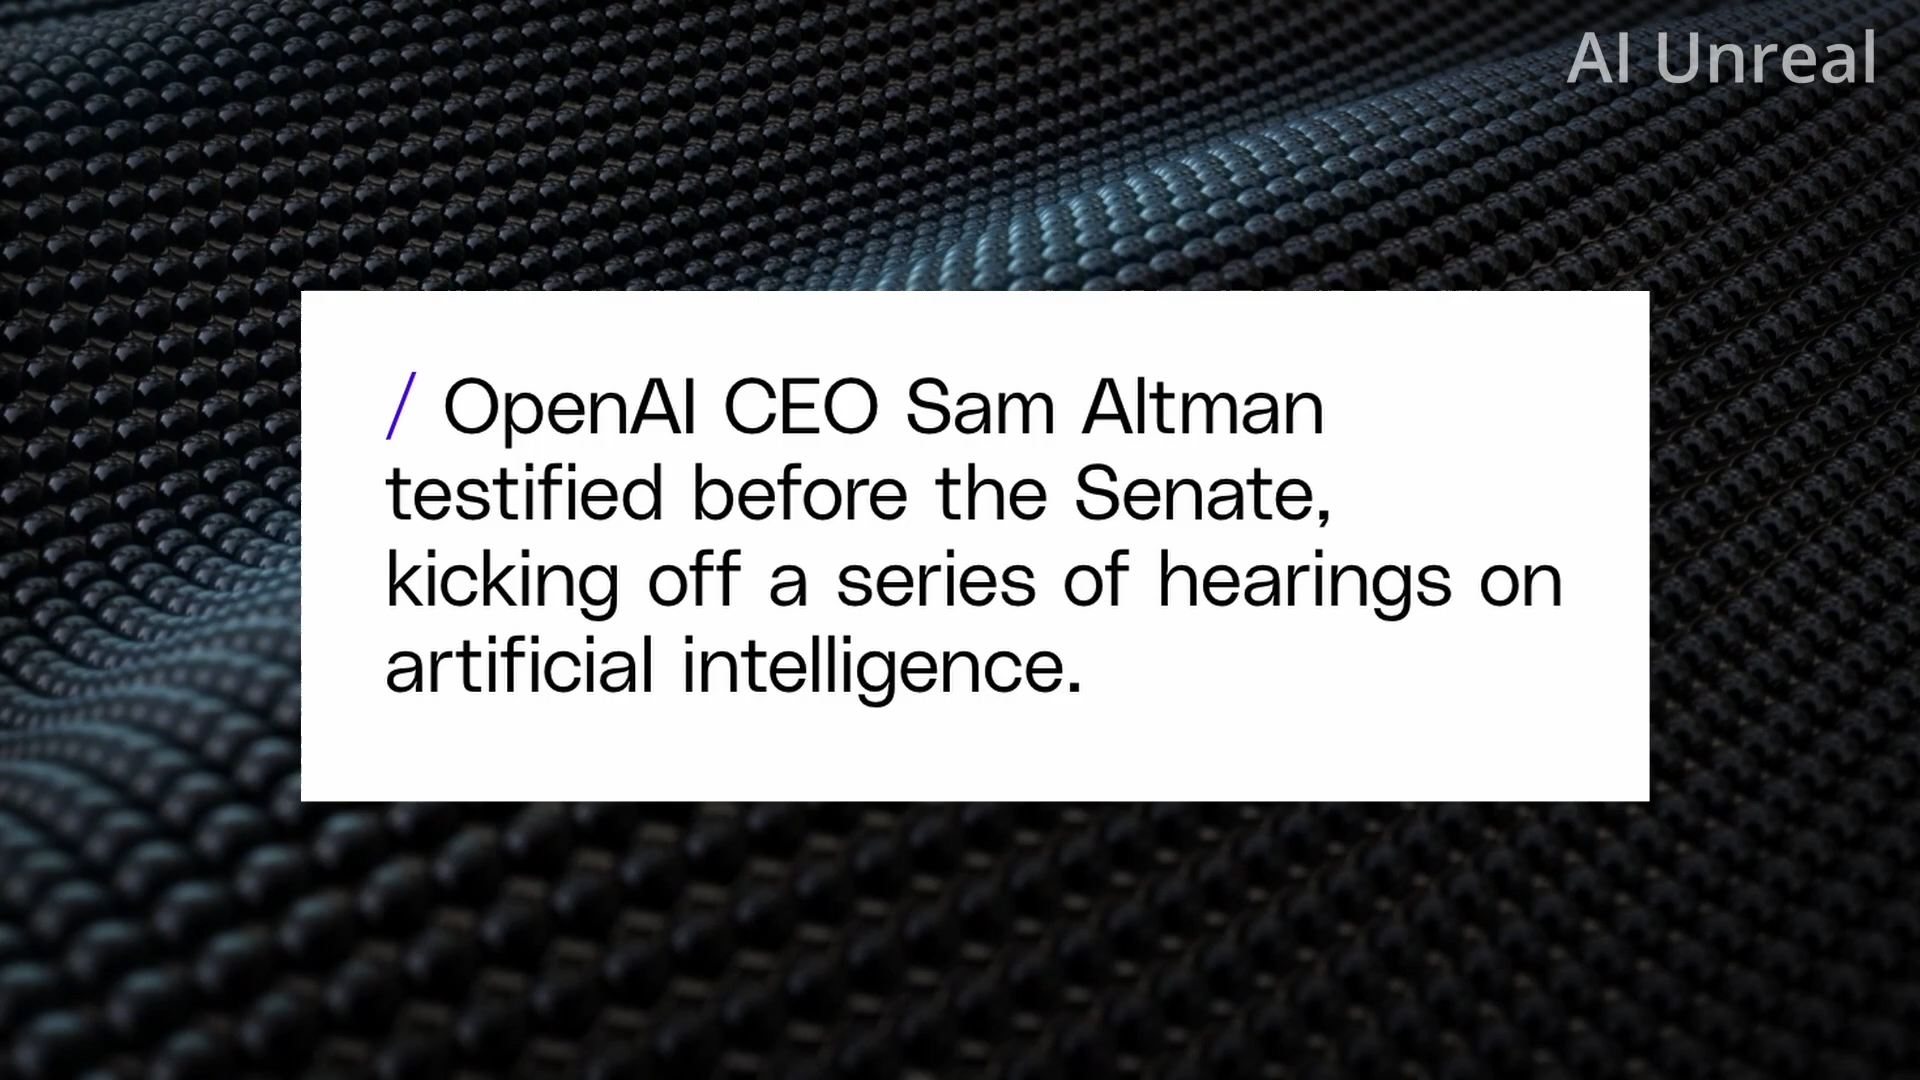 AI Unreal
/ OpenAI CEO Sam Altman
testified before the Senate,
kicking off a series of hearings on
artificial intelligence.